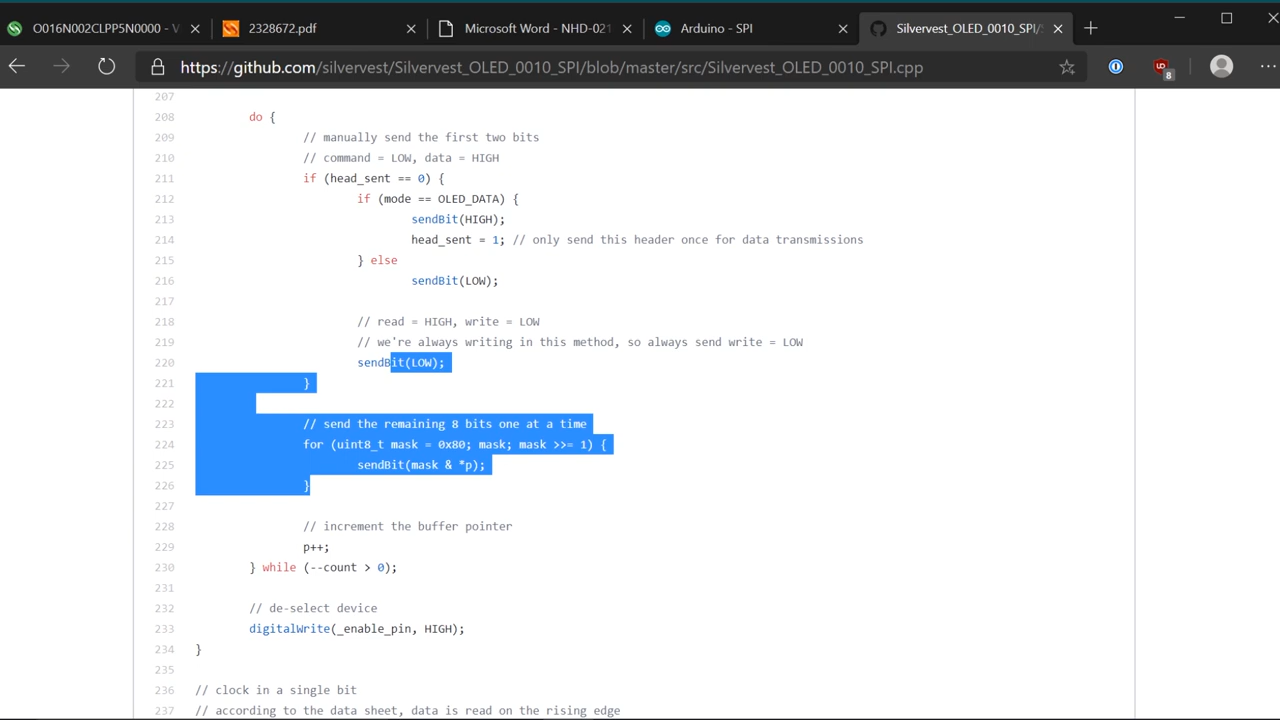 O016N002CLPP5N0000 - V
2328672.pdf
Microsoft Word - NHD-021
Arduino - SPI
Silvervest_OLED_0010_SPI/
https://github.com/silvervest/Silvervest_OLED_0010_SPI/blob/master/src/Silvervest_OLED_0010_SPI.cpp
8
207
208 do {
209 // manually send the first two bits
210 // command = LOW, data = HIGH
211 if (head_sent == 0) {
212 if (mode == OLED_DATA) {
213 sendBit(HIGH);
214 head_sent = 1; // only send this header once for data transmissions
215 } else
216 sendBit(LOW);
217
218 // read = HIGH, write = LOW
219 // we're always writing in this method, so always send write = LOW
220 sendBit(LOW);
221 }
222
223 // send the remaining 8 bits one at a time
224 for (uint8_t mask = 0x80; mask; mask >>= 1) {
225 sendBit(mask & *p);
226 }
227
228 // increment the buffer pointer
229 p++;
230 } while (--count > 0);
231
232 // de-select device
233 digitalWrite(_enable_pin, HIGH);
234 }
235
236 // clock in a single bit
237 // according to the data sheet, data is read on the rising edge